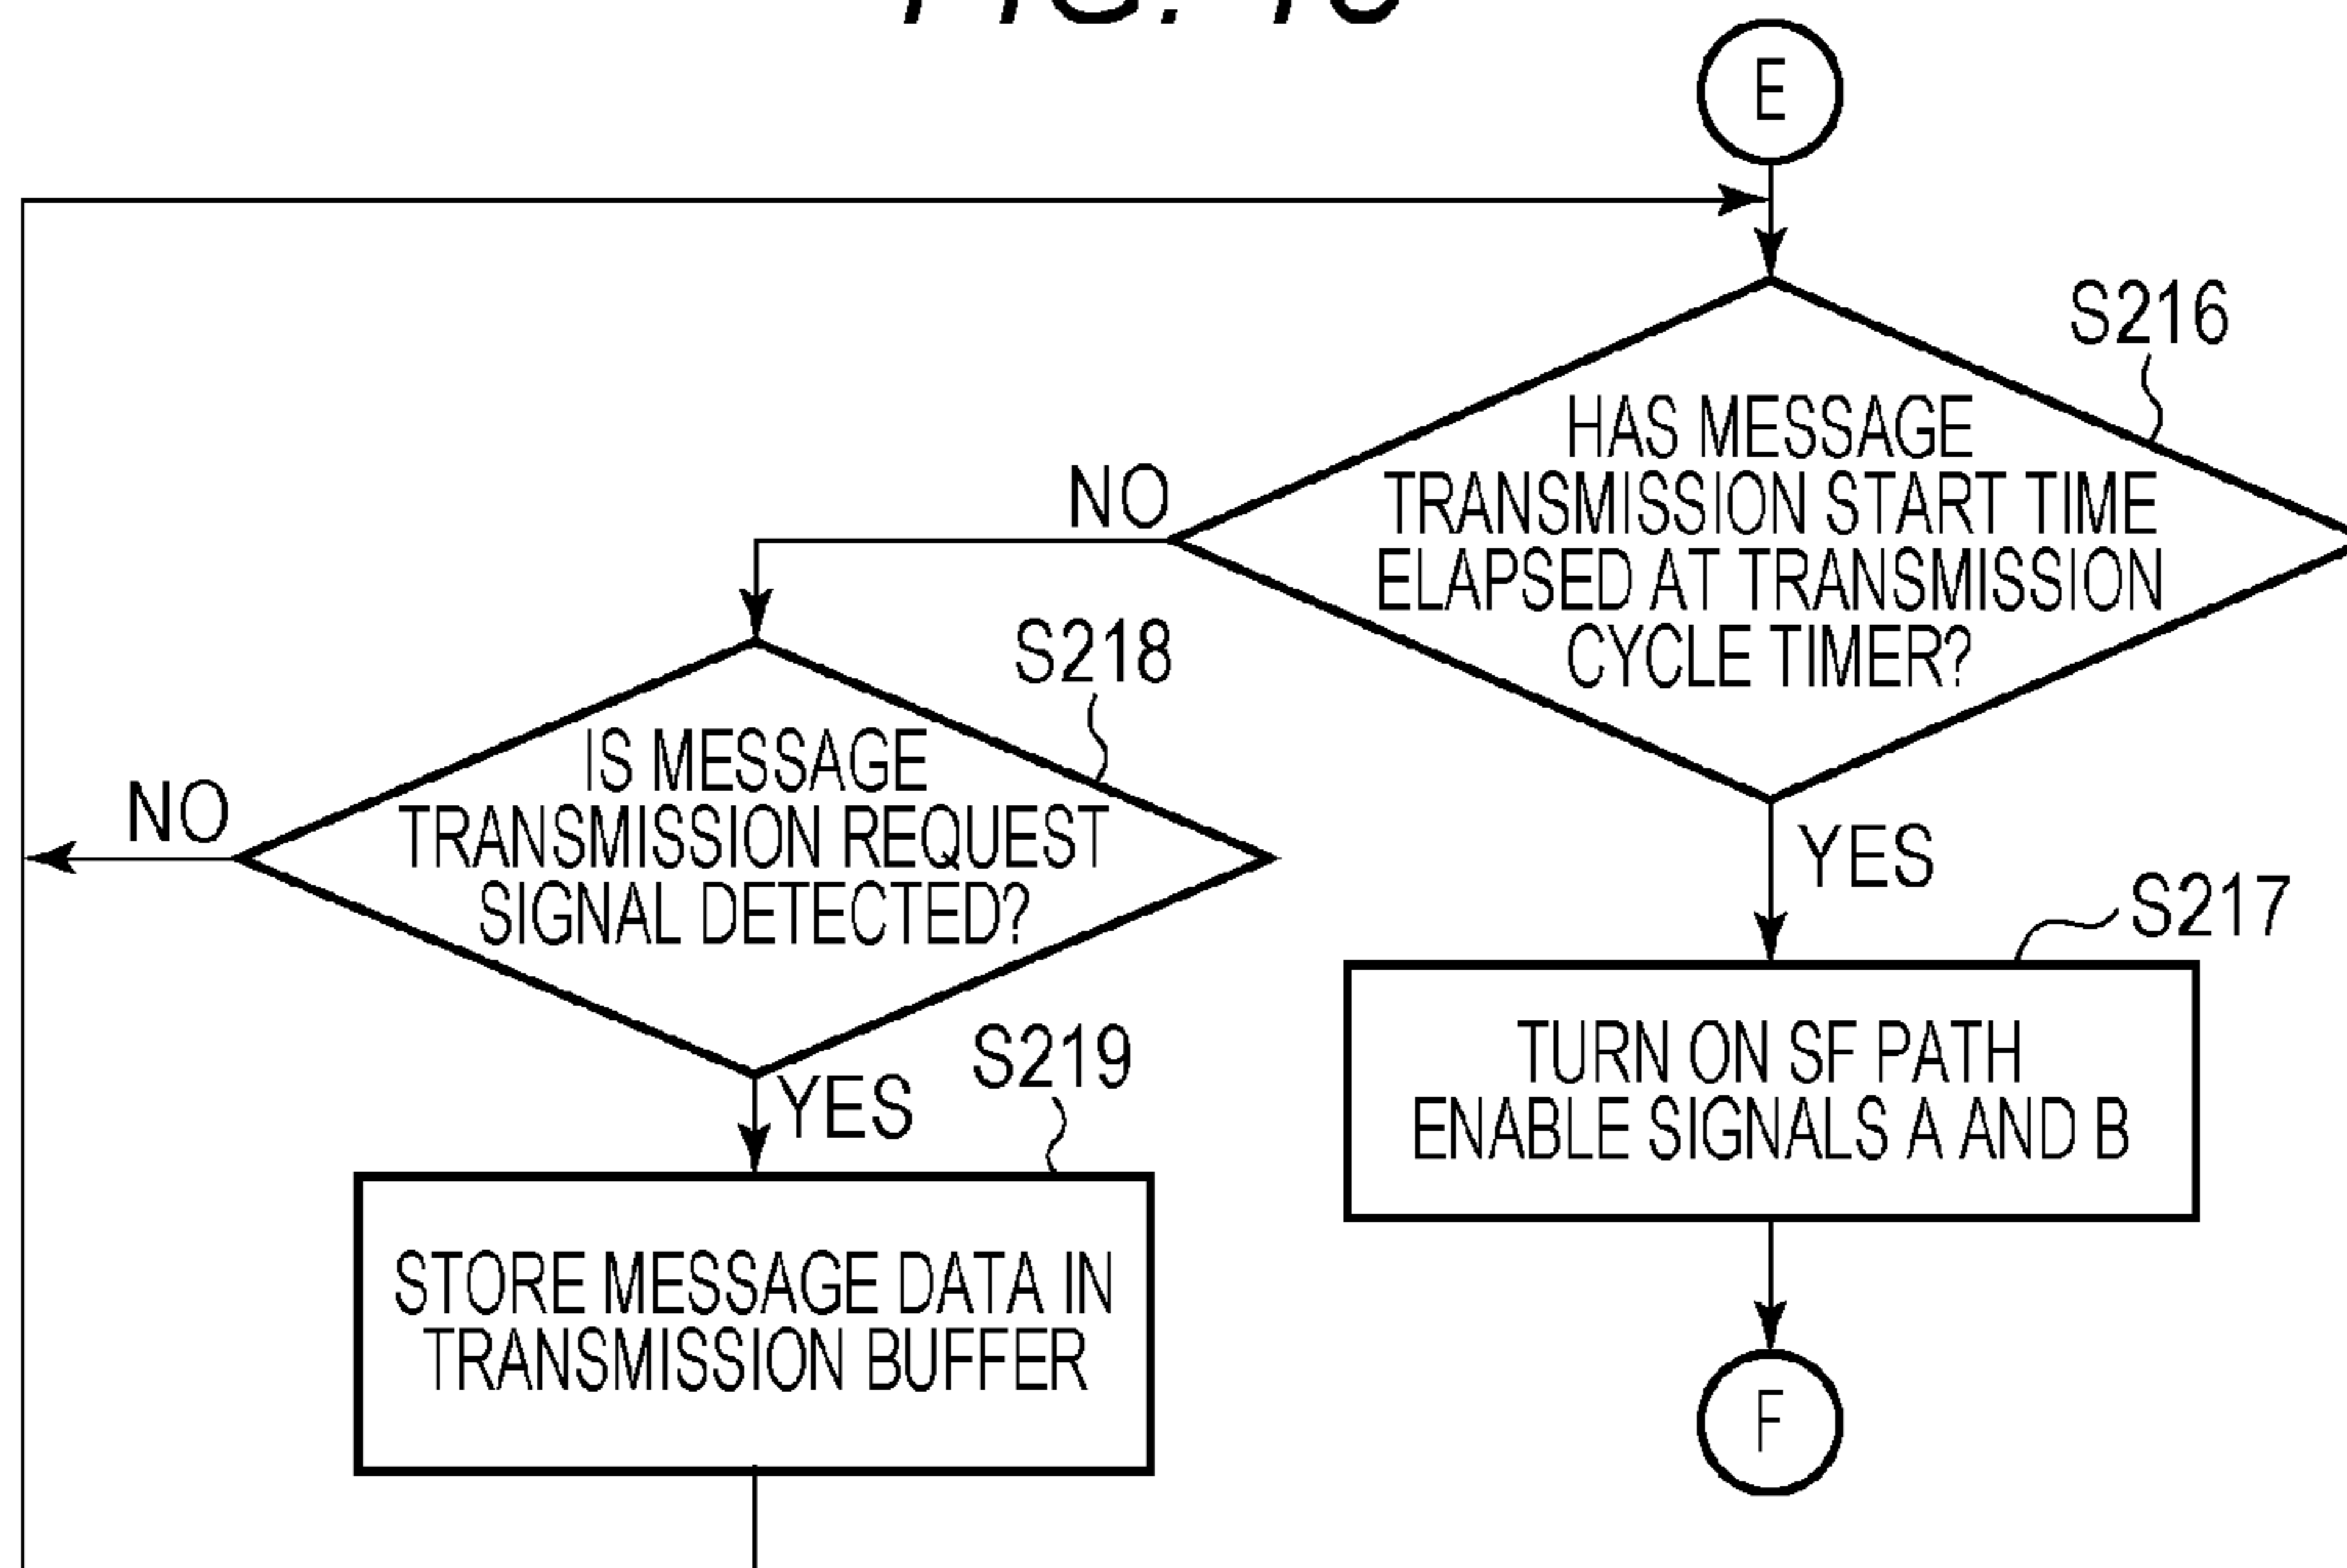 E
S216
HAS MESSAGE
TRANSMISSION START TIME
ELAPSED AT TRANSMISSION
CYCLE TIMER?
NO
YES
S218
IS MESSAGE
TRANSMISSION REQUEST
SIGNAL DETECTED?
NO
YES
S217
TURN ON SF PATH
ENABLE SIGNALS A AND B
S219
STORE MESSAGE DATA IN
TRANSMISSION BUFFER
F